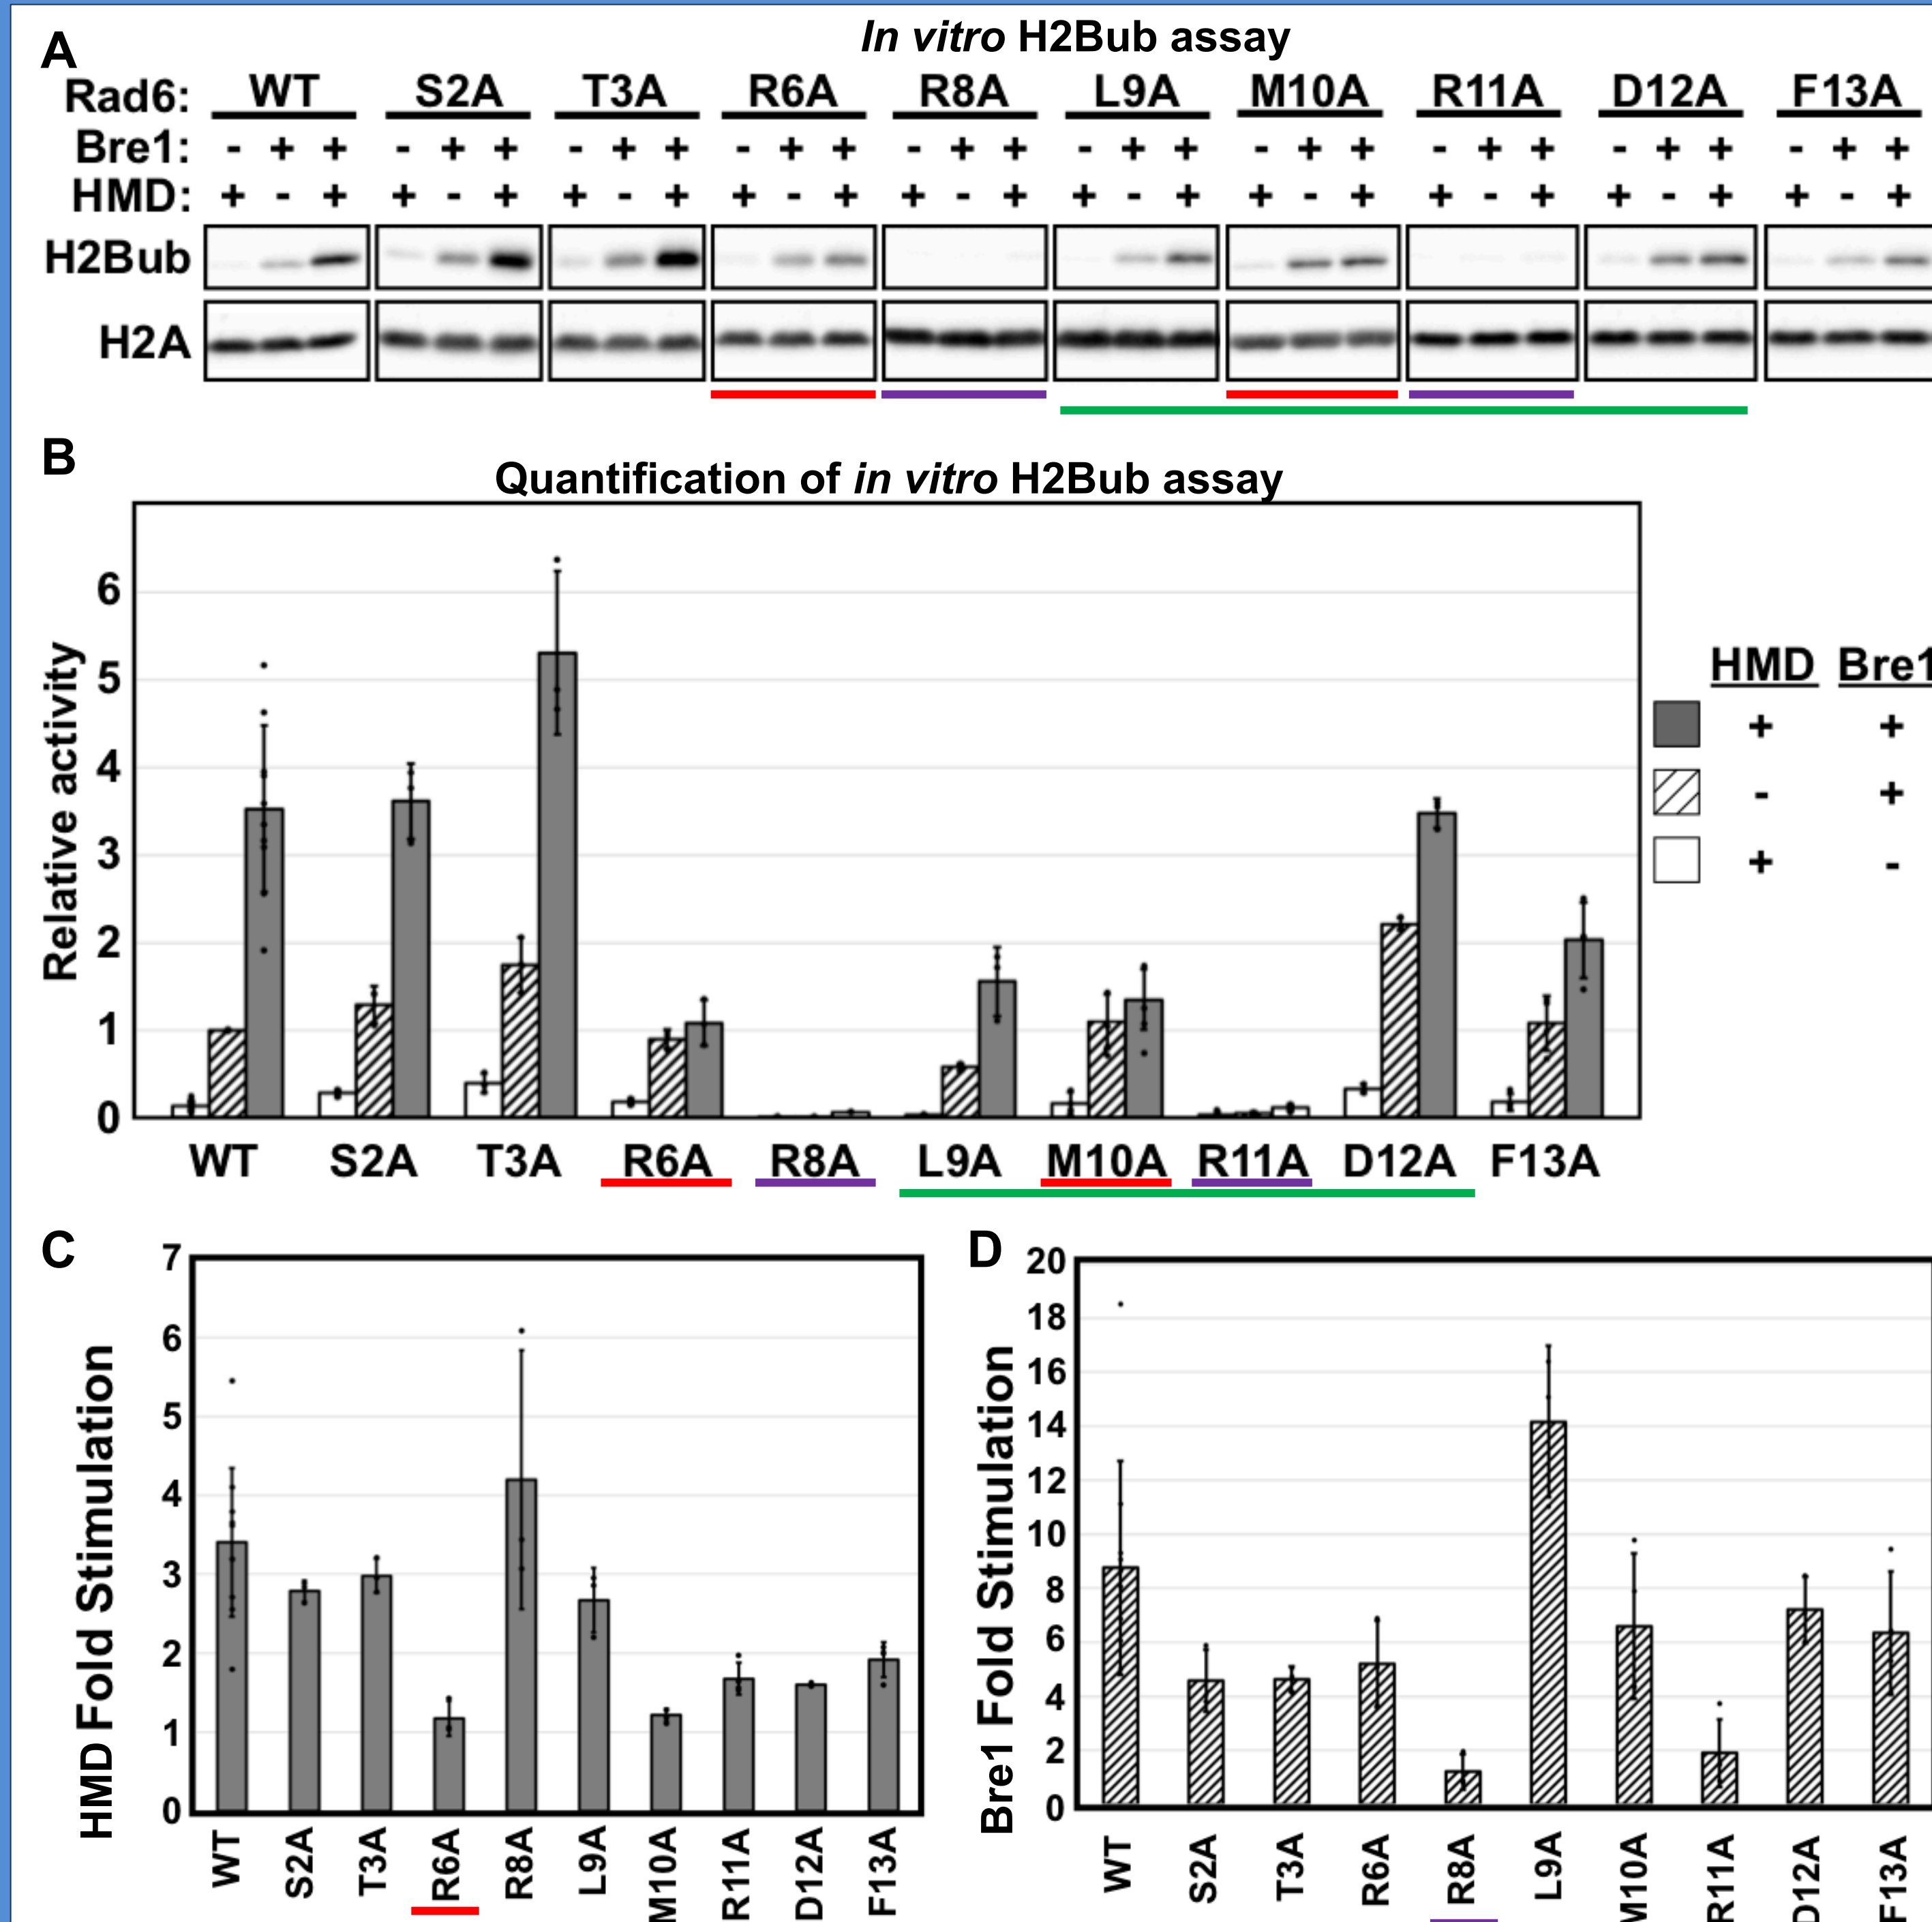 A
In vitro H2Bub assay
Rad6: WT S2A T3A R6A R8A L9A M10A R11A D12A F13A
Bre1: - + + - + + - + + - + + - + + - + + - + + - + + - + + - + +
HMD: + - + + - + + - + + - + + - + + - + + - + + - + + - + + - +
H2Bub
H2A
B
Quantification of in vitro H2Bub assay
Relative activity
6
5
4
3
2
1
0
WT S2A T3A R6A R8A L9A M10A R11A D12A F13A
HMD Bre1
+ +
- +
+ -
C
HMD Fold Stimulation
7
6
5
4
3
2
1
0
WT S2A T3A R6A R8A L9A M10A R11A D12A F13A
D
Bre1 Fold Stimulation
20
18
16
14
12
10
8
6
4
2
0
WT S2A T3A R6A R8A L9A M10A R11A D12A F13A